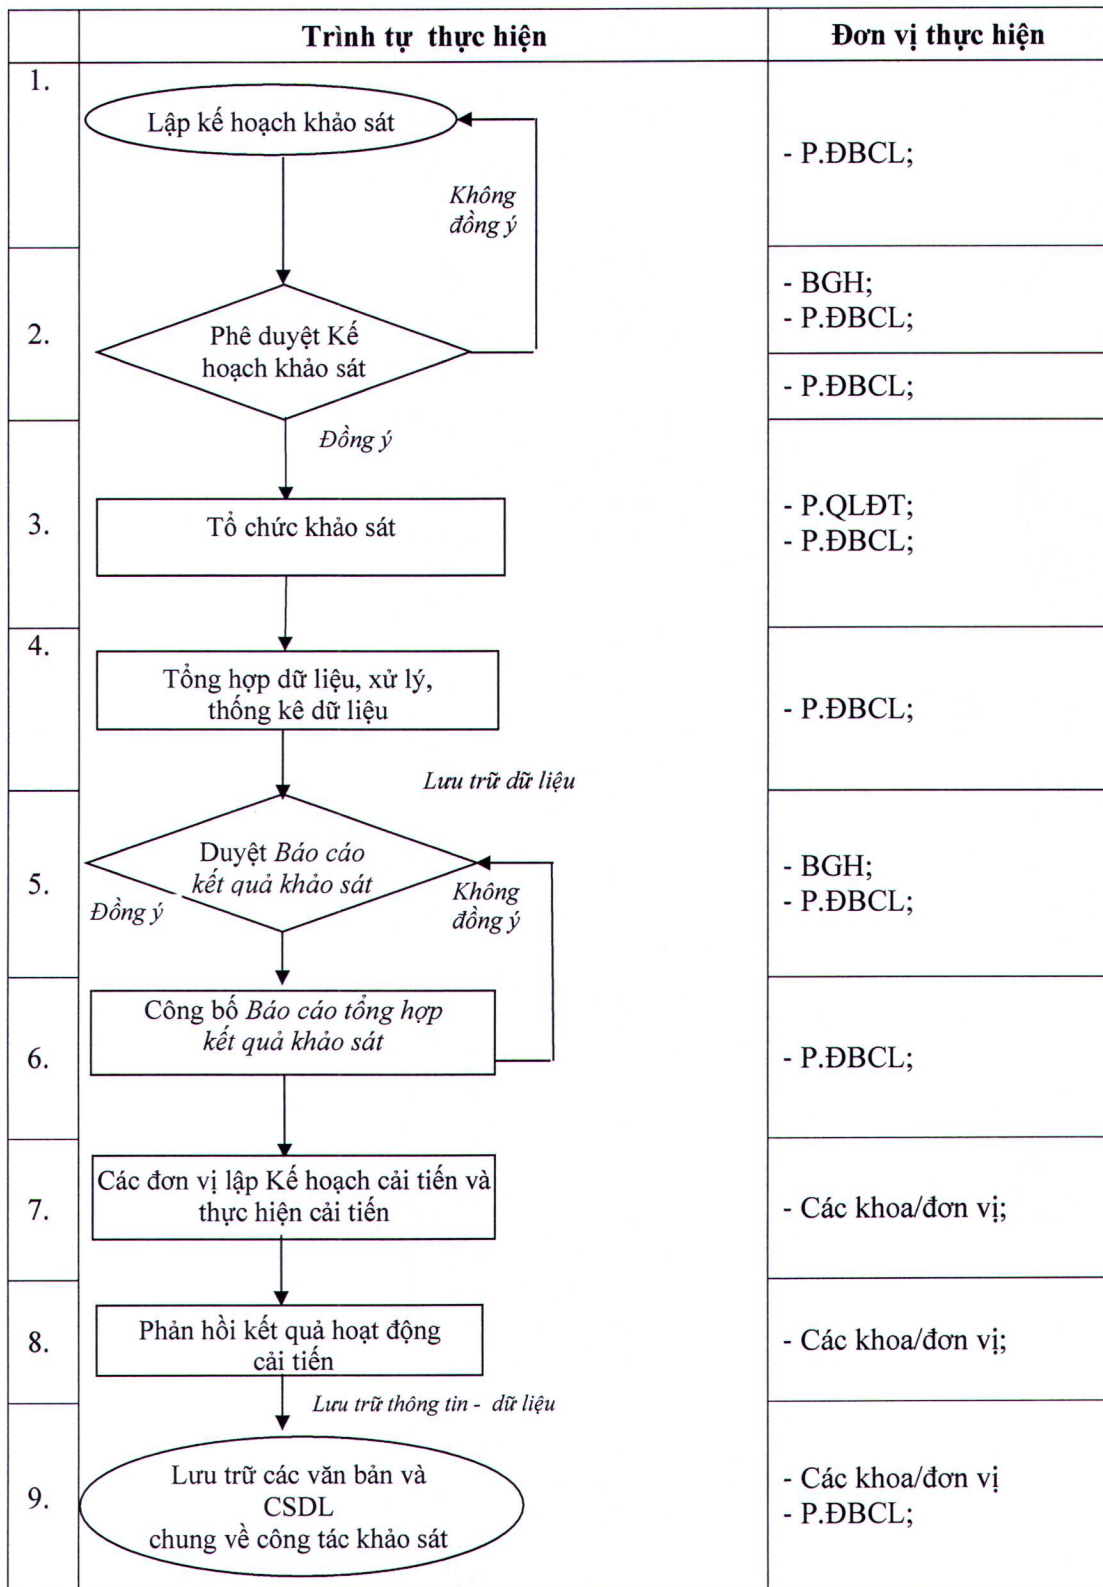 Trình tự thực hiện
Đơn vị thực hiện
1.
Lập kế hoạch khảo sát
Không
đồng ý
- P.ĐBCL;
2.
Phê duyệt Kế
hoạch khảo sát
- BGH;
- P.ĐBCL;
- P.ĐBCL;
Đồng ý
3.
Tổ chức khảo sát
- P.QLĐT;
- P.ĐBCL;
4.
Tổng hợp dữ liệu, xử lý,
thống kê dữ liệu
- P.ĐBCL;
Lưu trữ dữ liệu
5.
Duyệt Báo cáo
kết quả khảo sát
Đồng ý
Không
đồng ý
- BGH;
- P.ĐBCL;
6.
Công bố Báo cáo tổng hợp
kết quả khảo sát
- P.ĐBCL;
7.
Các đơn vị lập Kế hoạch cải tiến và
thực hiện cải tiến
- Các khoa/đơn vị;
8.
Phản hồi kết quả hoạt động
cải tiến
- Các khoa/đơn vị;
Lưu trữ thông tin - dữ liệu
9.
Lưu trữ các văn bản và
CSDL
chung về công tác khảo sát
- Các khoa/đơn vị
- P.ĐBCL;